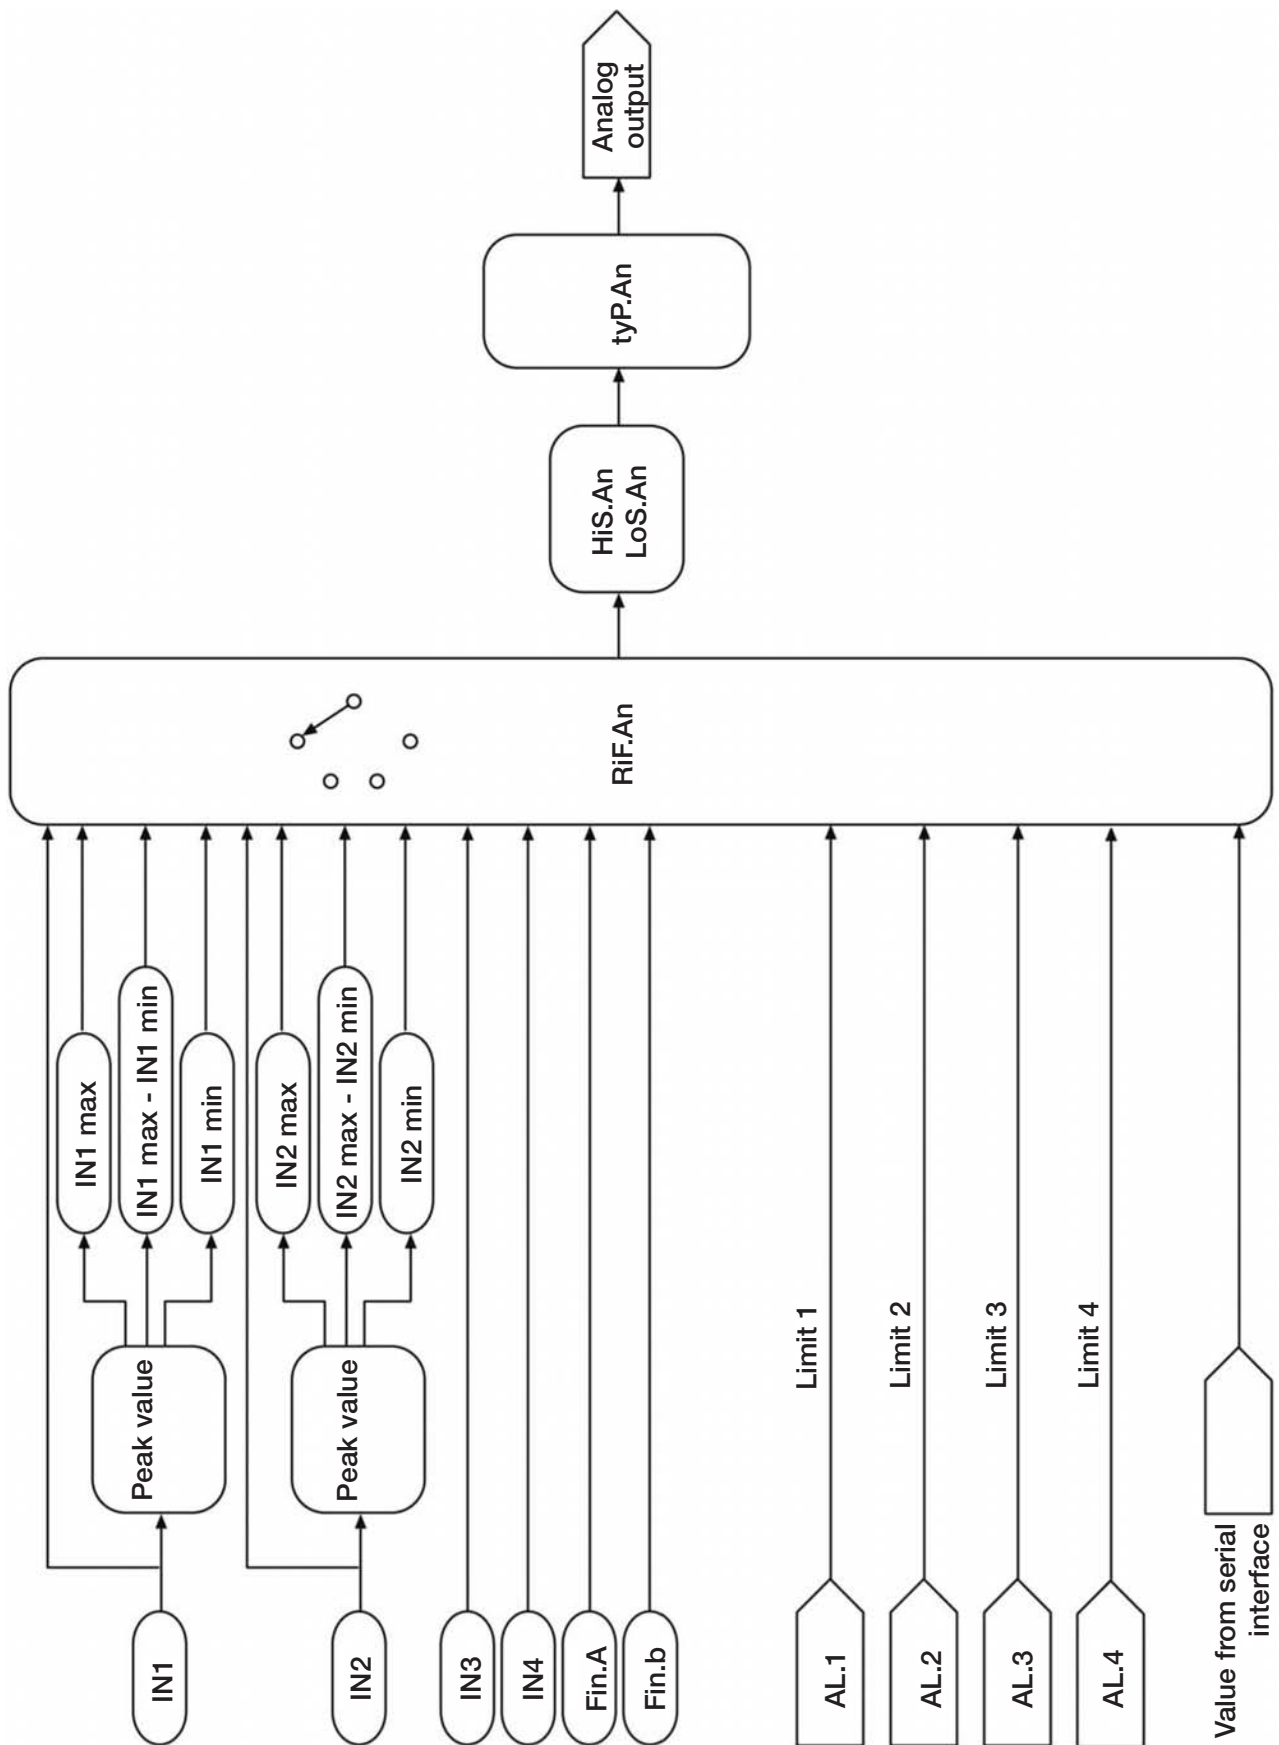 IN1
Peak value
IN1 max
IN1 max - IN1 min
IN1 min
IN2
Peak value
IN2 max
IN2 max - IN2 min
IN2 min
IN3
IN4
Fin.A
Fin.b
AL.1
Limit 1
AL.2
Limit 2
AL.3
Limit 3
AL.4
Limit 4
Value from serial
interface
RiF.An
HiS.An
LoS.An
tyP.An
Analog
output